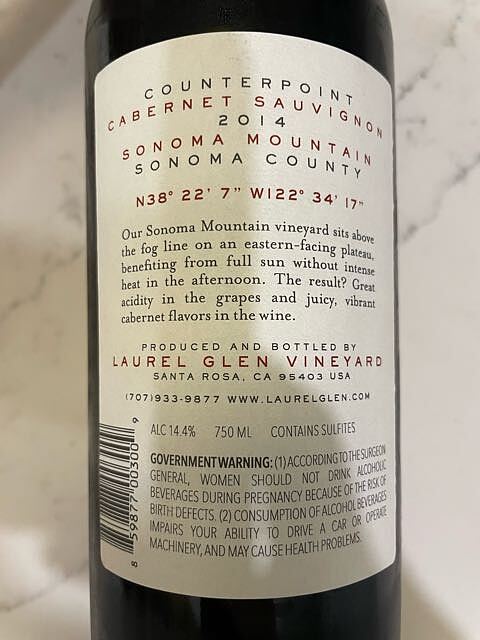 COUNTERPOINT
CABERNET SAUVIGNON
2014
SONOMA MOUNTAIN
SONOMA COUNTY
N38° 22' 7" W122° 34' 17"
Our Sonoma Mountain vineyard sits above
the fog line on an eastern-facing plateau,
benefiting from full sun without intense
heat in the afternoon. The result? Great
acidity in the grapes and juicy, vibrant
cabernet flavors in the wine.
PRODUCED AND BOTTLED BY
LAUREL GLEN VINEYARD
SANTA ROSA, CA 95403 USA
(707)933-9877 WWW.LAURELGLEN.COM
ALC 14.4% 750 ML CONTAINS SULFITES
GOVERNMENT WARNING: (1) ACCORDING TO THE SURGEON
GENERAL, WOMEN SHOULD NOT DRINK ALCOHOLIC
BEVERAGES DURING PREGNANCY BECAUSE OF THE RISK OF
BIRTH DEFECTS. (2) CONSUMPTION OF ALCOHOL BEVERAGES
IMPAIRS YOUR ABILITY TO DRIVE A CAR OR OPERATE
MACHINERY, AND MAY CAUSE HEALTH PROBLEMS.
8 59877 00300 9